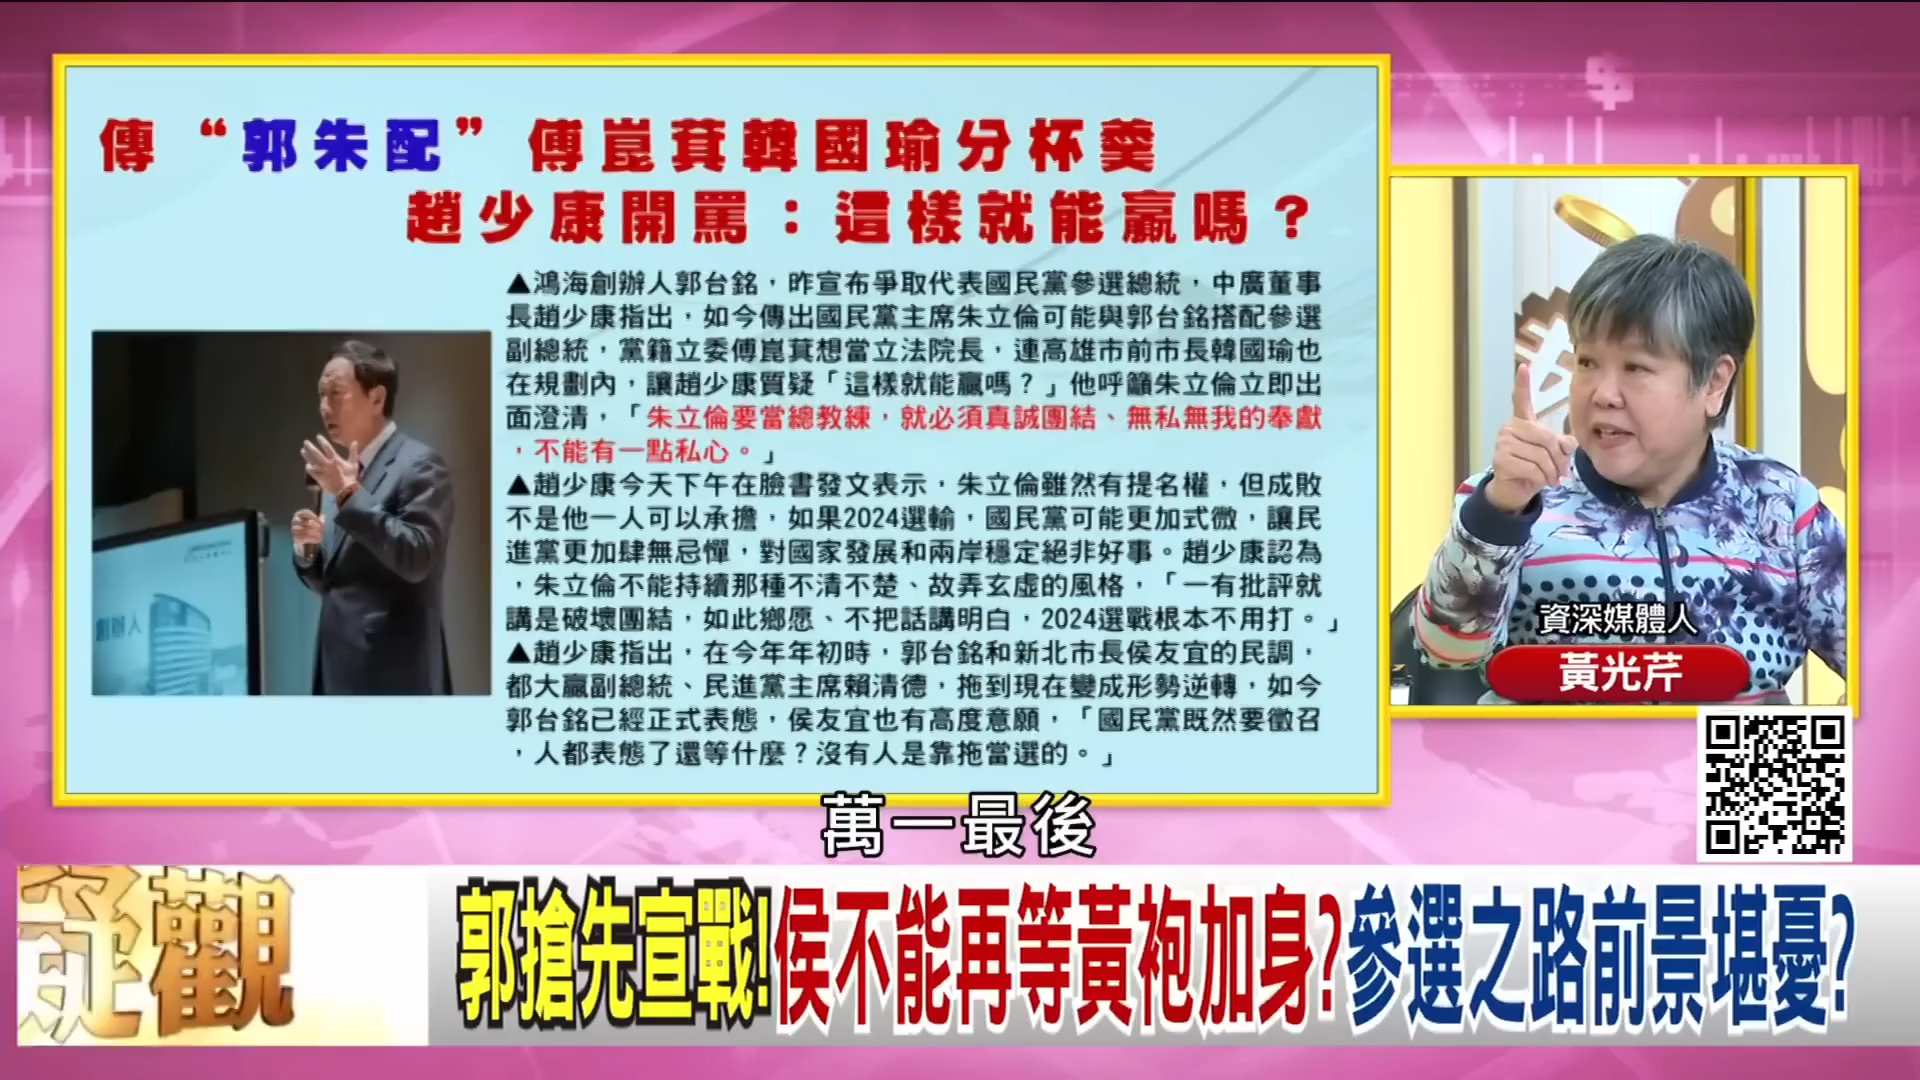 傳“郭朱配”傅崑萁韓國瑜分杯羹
趙少康開罵：這樣就能贏嗎？
▲鴻海創辦人郭台銘，昨宣布爭取代表國民黨參選總統，中廣董事
長趙少康指出，如今傳出國民黨主席朱立倫可能與郭台銘搭配參選
副總統，黨籍立委傅崑萁想當立法院長，連高雄市前市長韓國瑜也
在規劃內，讓趙少康質疑「這樣就能贏嗎？」他呼籲朱立倫立即出
面澄清，「朱立倫要當總教練，就必須真誠團結、無私無我的奉獻
，不能有一點私心。」
▲趙少康今天下午在臉書發文表示，朱立倫雖然有提名權，但成敗
不是他一人可以承擔，如果2024選輸，國民黨可能更加式微，讓民
進黨更加肆無忌憚，對國家發展和兩岸穩定絕非好事。趙少康認為
，朱立倫不能持續那種不清不楚、故弄玄虛的風格，「一有批評就
講是破壞團結，如此鄉愿、不把話講明白，2024選戰根本不用打。」
▲趙少康指出，在今年年初時，郭台銘和新北市長侯友宜的民調，
都大贏副總統、民進黨主席賴清德，拖到現在變成形勢逆轉，如今
郭台銘已經正式表態，侯友宜也有高度意願，「國民黨既然要徵召
，人都表態了還等什麼？沒有人是靠拖當選的。」
資深媒體人
黃光芹
萬一最後
疑觀
郭搶先宣戰!侯不能再等黃袍加身?參選之路前景堪憂?